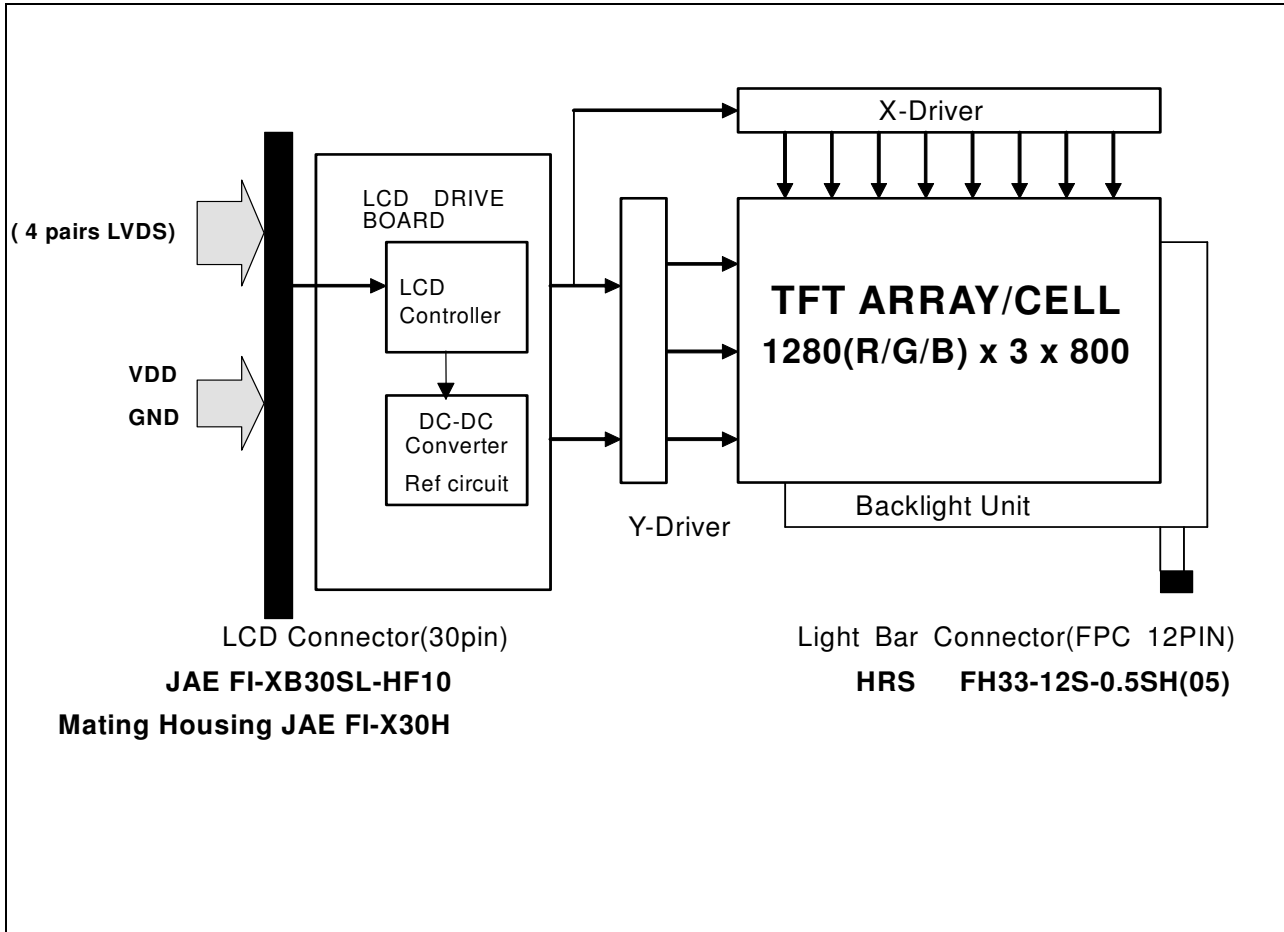 X-Driver
LCD DRIVE
BOARD
( 4 pairs LVDS)
LCD
Controller
TFT ARRAY/CELL
1280(R/G/B) x 3 x 800
VDD
GND
DC-DC
Converter
Ref circuit
Backlight Unit
Y-Driver
LCD Connector(30pin)
JAE FI-XB30SL-HF10
Mating Housing JAE FI-X30H
Light Bar Connector(FPC 12PIN)
HRS FH33-12S-0.5SH(05)